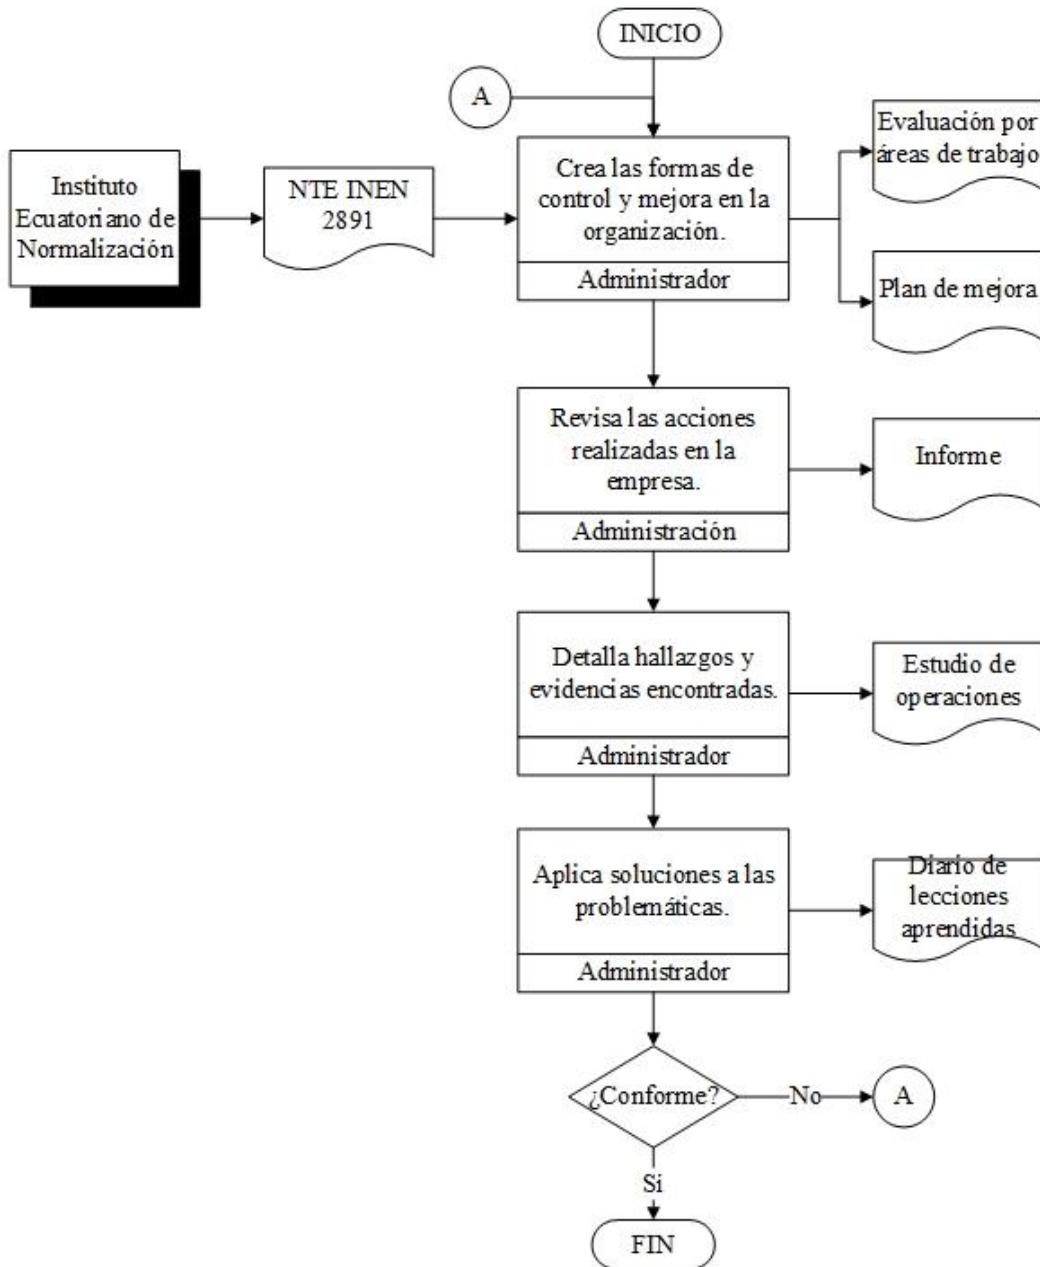 INICIO
A
Instituto
Ecuatoriano de
Normalización
NTE INEN
2891
Crea las formas de
control y mejora en la
organización.
Administrador
Evaluación por
áreas de trabajo
Plan de mejora
Revisa las acciones
realizadas en la
empresa.
Administración
Informe
Detalla hallazgos y
evidencias encontradas.
Administrador
Estudio de
operaciones
Aplica soluciones a las
problemáticas.
Administrador
Diario de
lecciones
aprendidas
¿Conforme?
No
A
Si
FIN